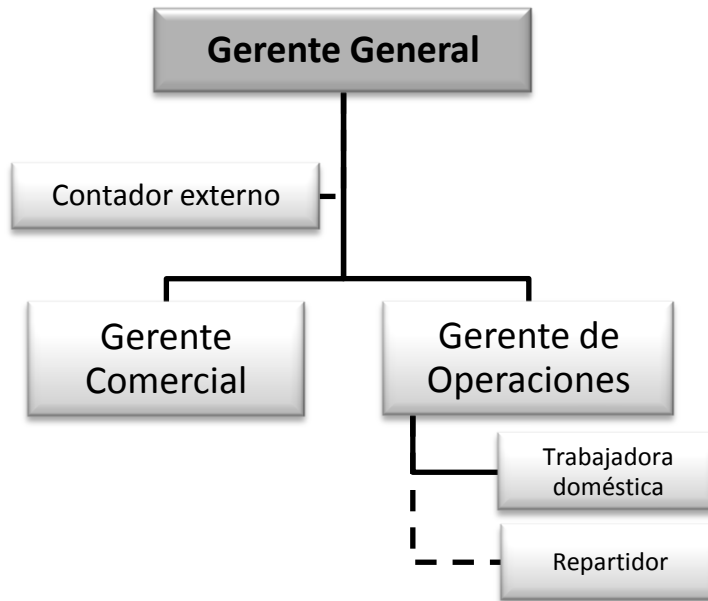 Gerente General
Contador externo
Gerente
Comercial
Gerente de
Operaciones
Trabajadora
doméstica
Repartidor